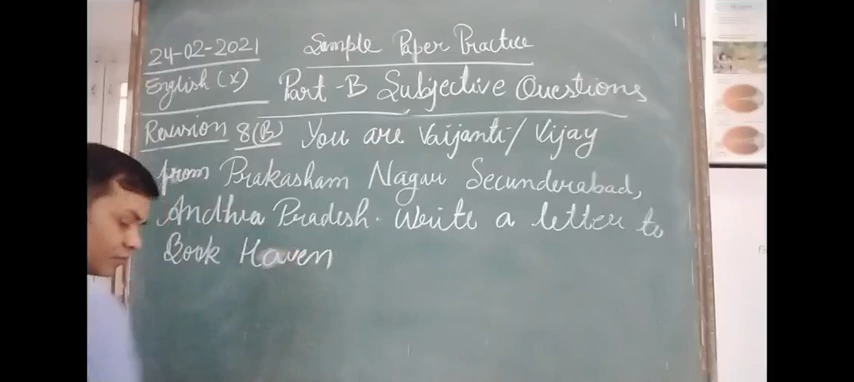 24-02-2021 Sample Paper Practice
English (X) Part-B Subjective Questions
Revision 8(B) You are Vaijanti/Vijay
from Prakasham Nagar Secunderabad,
Andhra Pradesh. Write a letter to
Book Haven